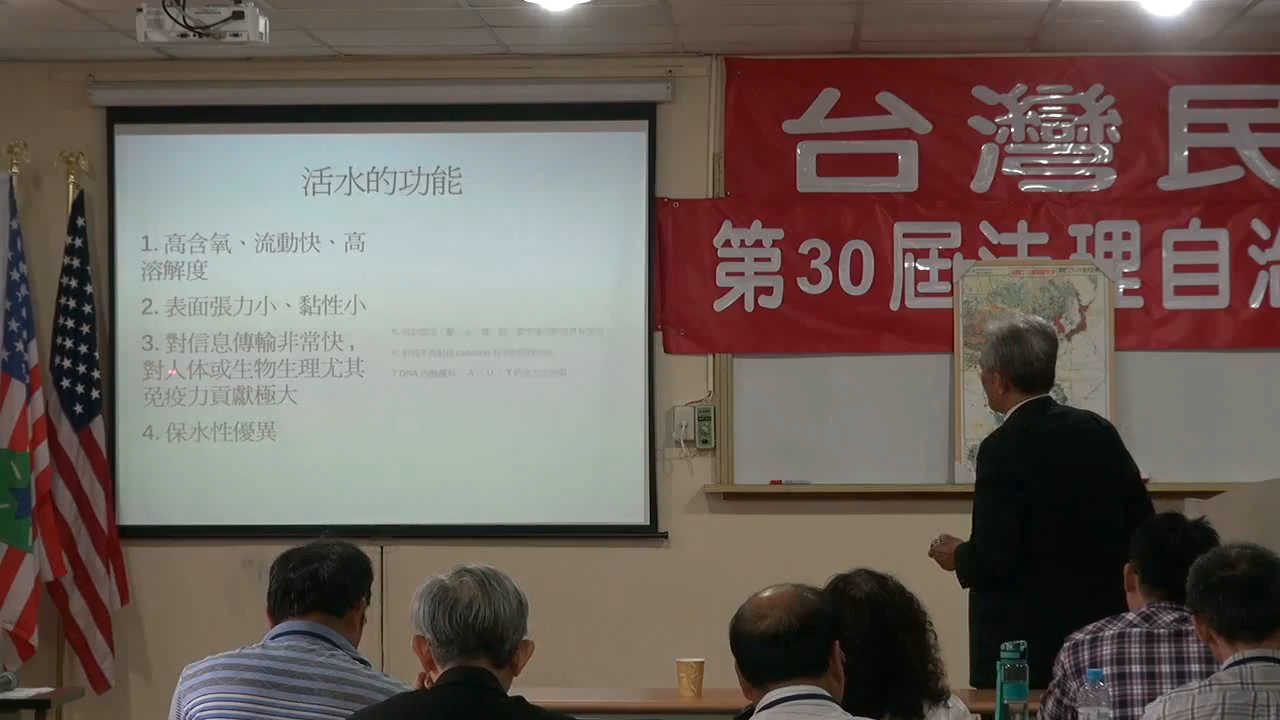 活水的功能
1. 高含氧、流動快、高
溶解度
2. 表面張力小、黏性小
3. 對信息傳輸非常快，
對人体或生物生理尤其
免疫力貢獻極大
4. 保水性優異
台灣民
第30屆法理自治